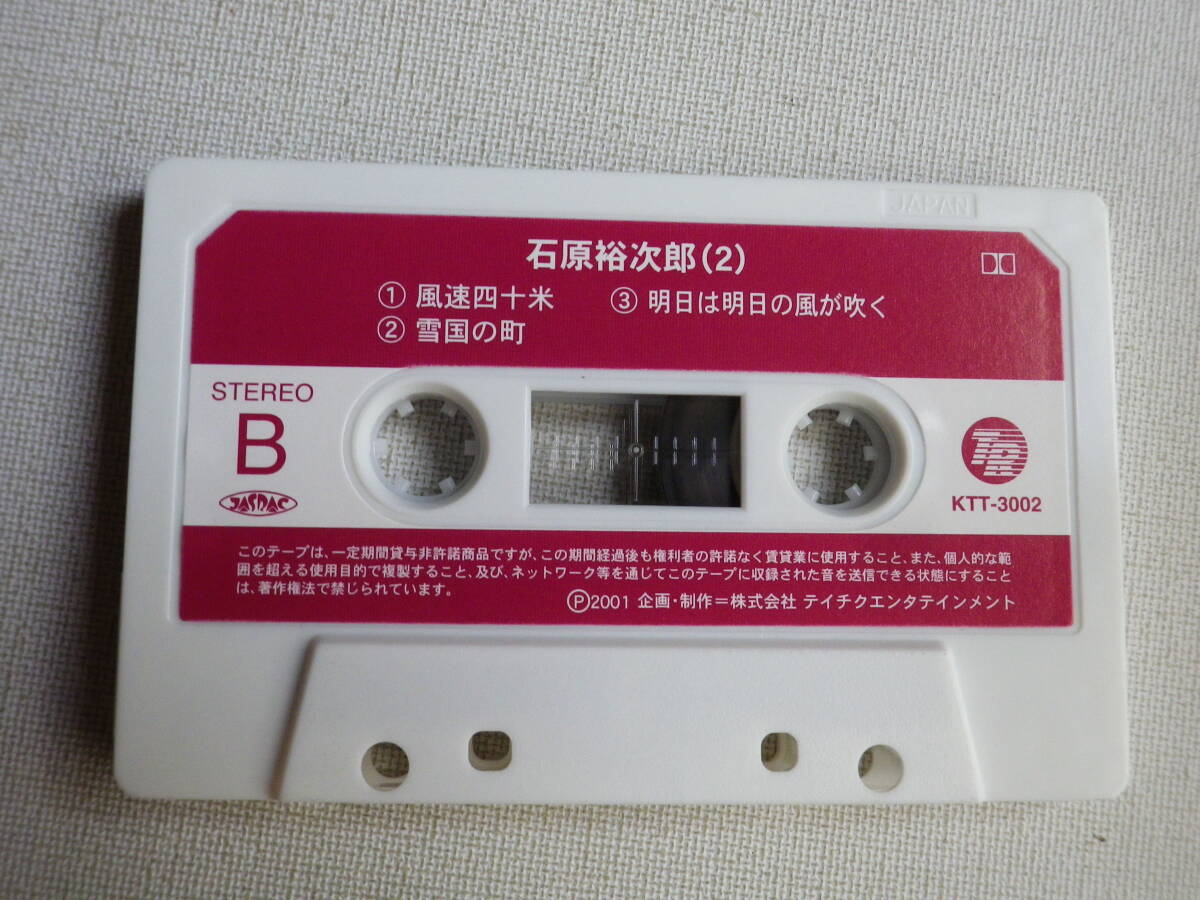 JAPAN
石原裕次郎(2)
① 風速四十米
② 雪国の町
③ 明日は明日の風が吹く
STEREO
B
JASRAC
KTT-3002
このテープは、一定期間貸与非許諾商品ですが、この期間経過後も権利者の許諾なく賃貸業に使用すること、また、個人的な範
囲を超える使用目的で複製すること、及び、ネットワーク等を通じてこのテープに収録された音を送信できる状態にすること
は、著作権法で禁じられています。
Ⓟ2001 企画・制作=株式会社 テイチクエンタテインメント